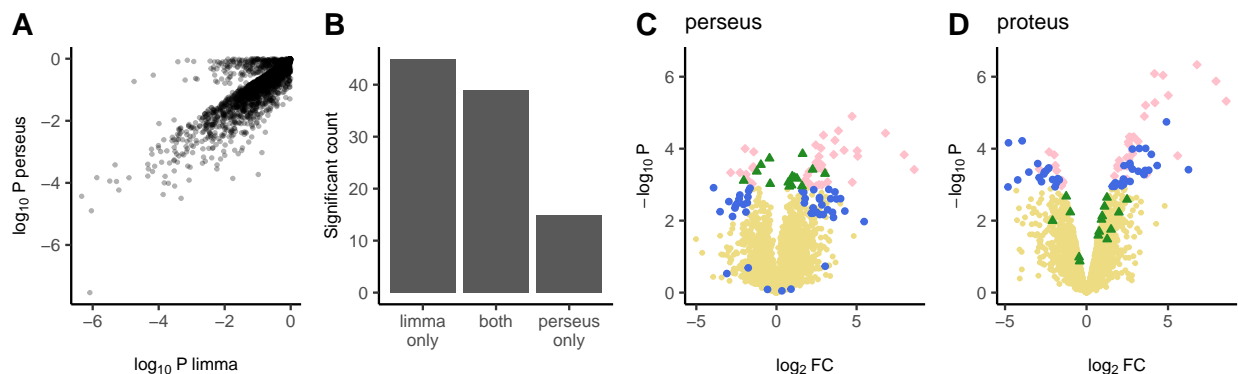 A
log₁₀ P perseus
0
−2
−4
−6
−6
−4
−2
0
log₁₀ P limma
B
Significant count
40
30
20
10
0
limma
only
both
perseus
only
C
perseus
−log₁₀ P
6
4
2
0
−5
0
5
log₂ FC
D
proteus
−log₁₀ P
6
4
2
0
−5
0
5
log₂ FC